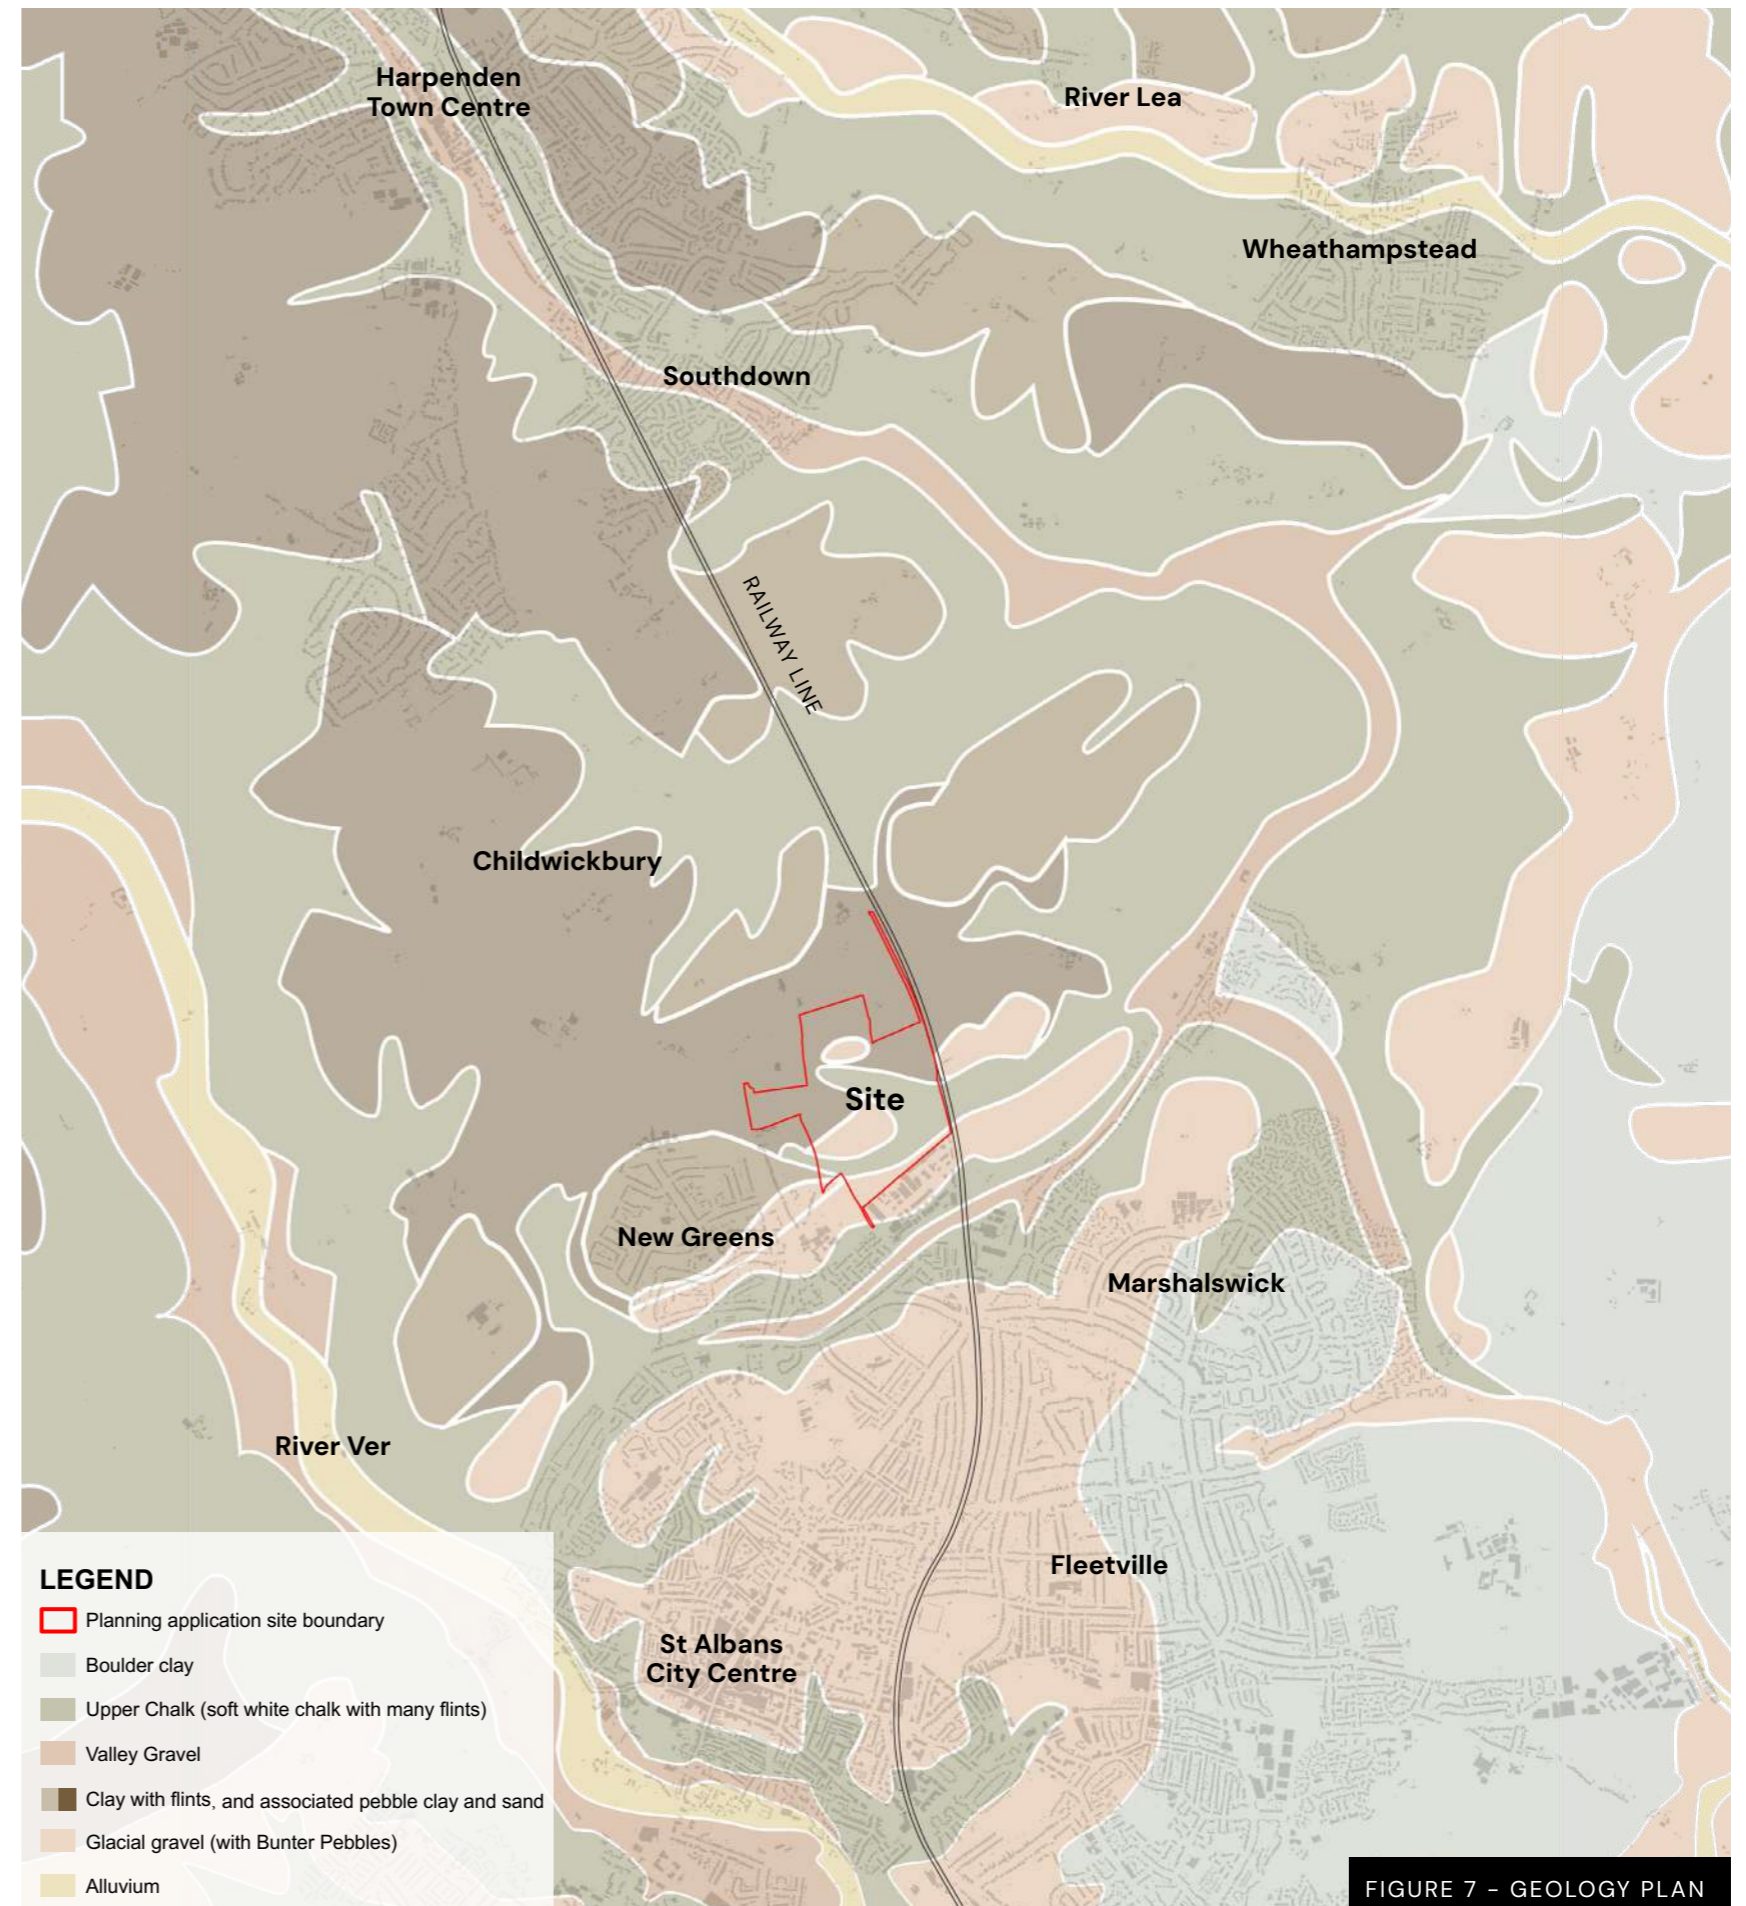 Harpenden
Town Centre
River Lea
Wheathampstead
Southdown
RAILWAY LINE
Childwickbury
Site
New Greens
Marshalswick
River Ver
Fleetville
St Albans
City Centre
LEGEND
Planning application site boundary
Boulder clay
Upper Chalk (soft white chalk with many flints)
Valley Gravel
Clay with flints, and associated pebble clay and sand
Glacial gravel (with Bunter Pebbles)
Alluvium
FIGURE 7 - GEOLOGY PLAN